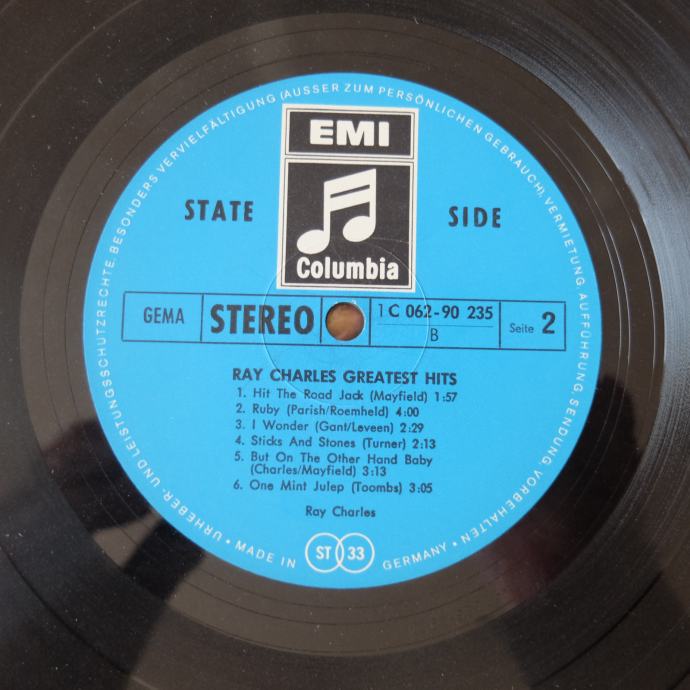 URHEBER- UND LEISTUNGSSCHUTZRECHTE, BESONDERS VERVIELFÄLTIGUNG (AUSSER ZUM PERSÖNLICHEN GEBRAUCH), VERMIETUNG, AUFFÜHRUNG, SENDUNG, VORBEHALTEN •
EMI
STATE SIDE
Columbia
GEMA STEREO 1 C 062-90 235 Seite 2
B
RAY CHARLES GREATEST HITS
1. Hit The Road Jack (Mayfield) 1:57
2. Ruby (Parish/Roemheld) 4:00
3. I Wonder (Gant/Leveen) 2:29
4. Sticks And Stones (Turner) 2:13
5. But On The Other Hand Baby
(Charles/Mayfield) 3:13
6. One Mint Julep (Toombs) 3:05
Ray Charles
• MADE IN ST 33 GERMANY